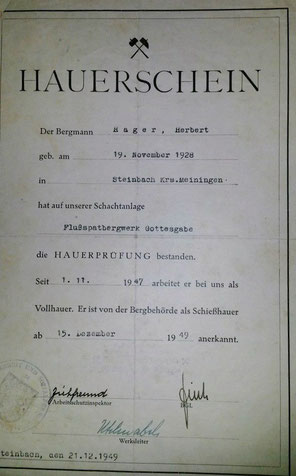 HAUERSCHEIN
Der Bergmann Hager, Herbert
geb. am 19. November 1928
in Steinbach Krs. Meiningen
hat auf unserer Schachtanlage
Flußspatbergwerk Gottesgabe
die HAUERPRÜFUNG bestanden.
Seit 1. 11. 1947 arbeitet er bei uns als
Vollhauer. Er ist von der Bergbehörde als Schießhauer
ab 15. Dezember 1949 anerkannt.
Arbeitsschutzinspektor BGL
Werksleiter
teinbach, den 21.12.1949